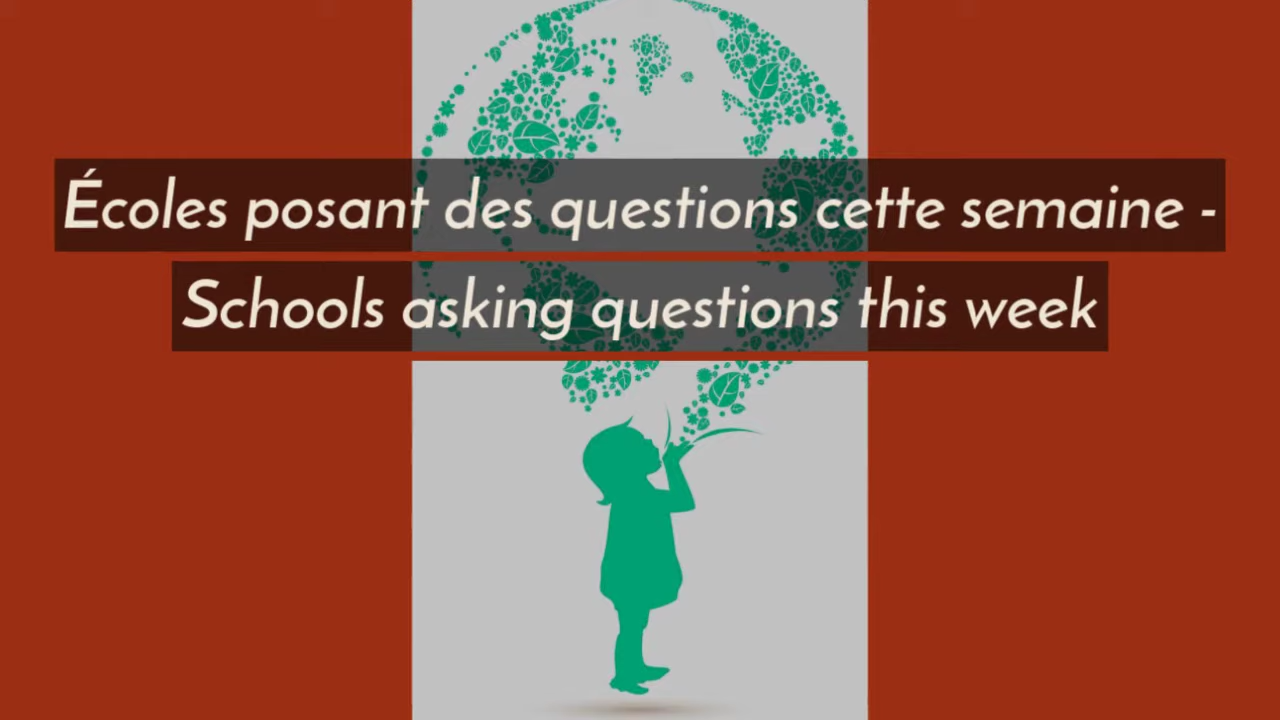 Écoles posant des questions cette semaine -
Schools asking questions this week